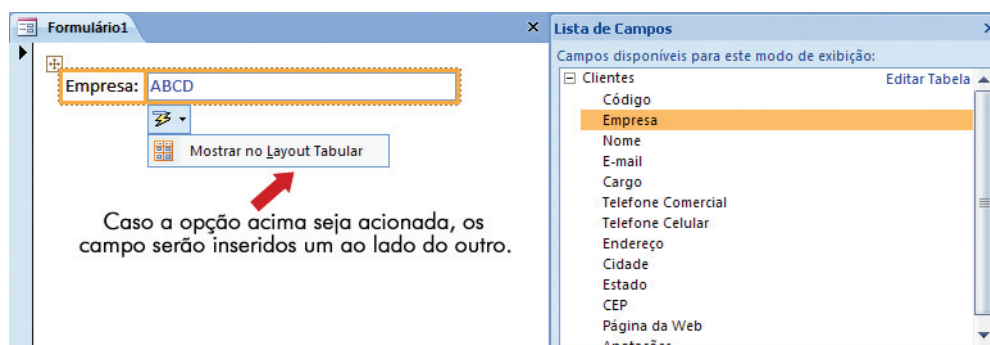 Formulário1
Empresa: ABCD
Mostrar no Layout Tabular
Caso a opção acima seja acionada, os
campo serão inseridos um ao lado do outro.
Lista de Campos
Campos disponíveis para este modo de exibição:
Clientes Editar Tabela
Código
Empresa
Nome
E-mail
Cargo
Telefone Comercial
Telefone Celular
Endereço
Cidade
Estado
CEP
Página da Web
Anotações